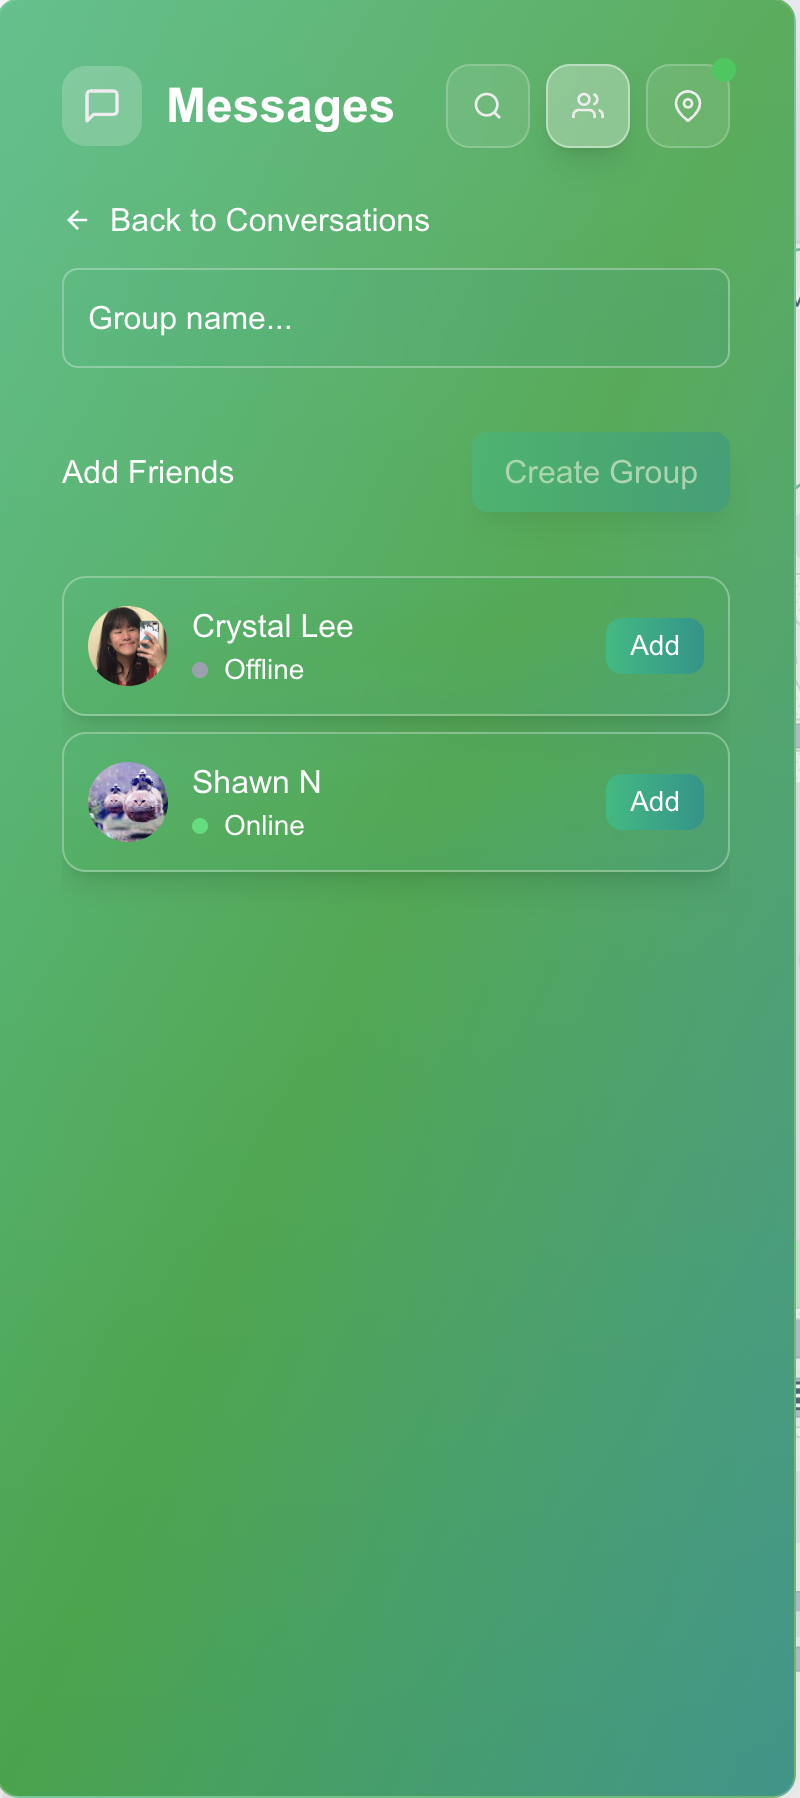 Messages
Back to Conversations
Group name...
Add Friends
Create Group
Crystal Lee
Offline
Add
Shawn N
Online
Add